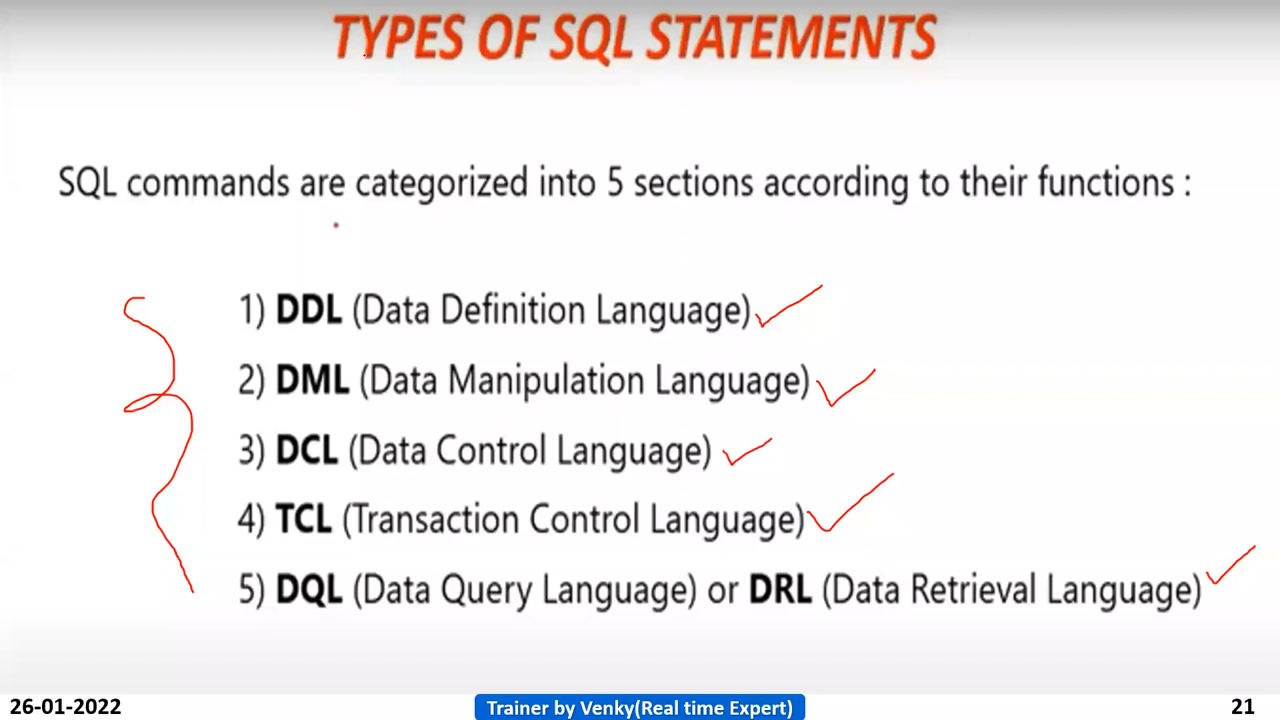 TYPES OF SQL STATEMENTS
SQL commands are categorized into 5 sections according to their functions :
1) DDL (Data Definition Language)
2) DML (Data Manipulation Language)
3) DCL (Data Control Language)
4) TCL (Transaction Control Language)
5) DQL (Data Query Language) or DRL (Data Retrieval Language)
26-01-2022
Trainer by Venky(Real time Expert)
21